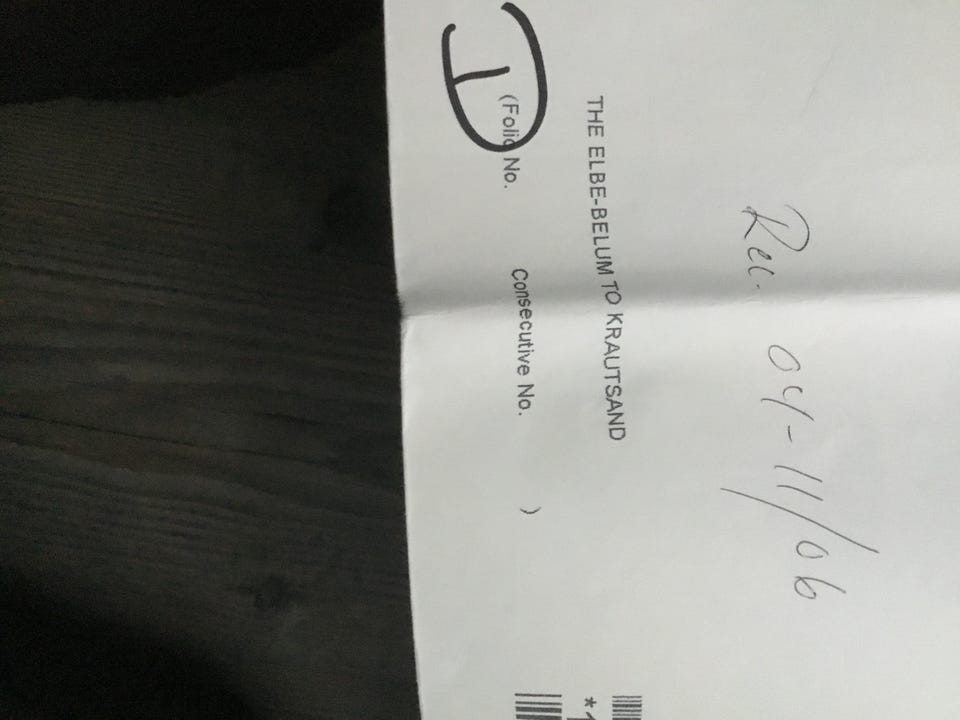 Rec. 04-11/06
THE ELBE-BELUM TO KRAUTSAND
(Folio No. Consecutive No. )